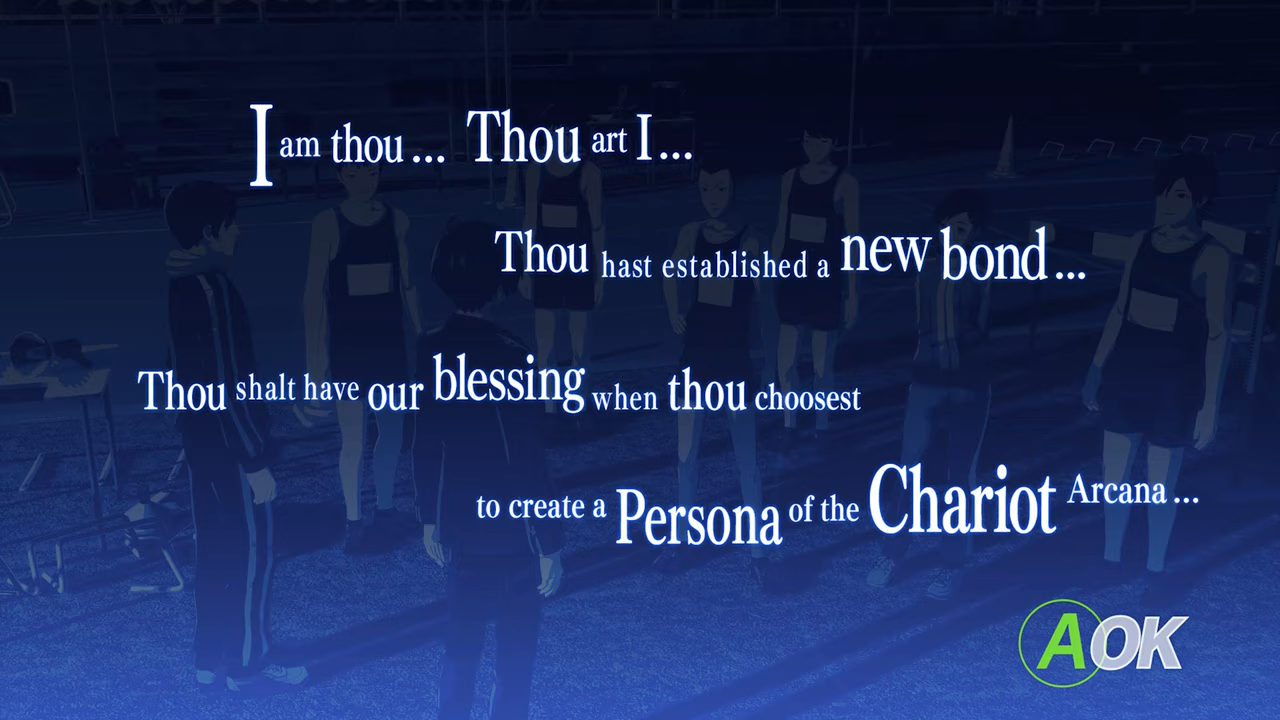 I am thou... Thou art I...
Thou hast established a new bond...
Thou shalt have our blessing when thou choosest
to create a Persona of the Chariot Arcana...
A OK